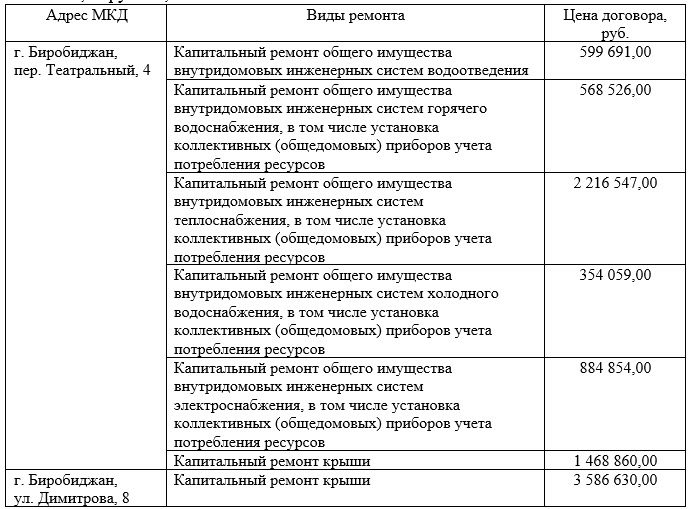 Адрес МКД
Виды ремонта
Цена договора,
руб.
г. Биробиджан,
пер. Театральный, 4
Капитальный ремонт общего имущества
внутридомовых инженерных систем водоотведения
599 691,00
Капитальный ремонт общего имущества
внутридомовых инженерных систем горячего
водоснабжения, в том числе установка
коллективных (общедомовых) приборов учета
потребления ресурсов
568 526,00
Капитальный ремонт общего имущества
внутридомовых инженерных систем
теплоснабжения, в том числе установка
коллективных (общедомовых) приборов учета
потребления ресурсов
2 216 547,00
Капитальный ремонт общего имущества
внутридомовых инженерных систем холодного
водоснабжения, в том числе установка
коллективных (общедомовых) приборов учета
потребления ресурсов
354 059,00
Капитальный ремонт общего имущества
внутридомовых инженерных систем
электроснабжения, в том числе установка
коллективных (общедомовых) приборов учета
потребления ресурсов
884 854,00
Капитальный ремонт крыши
1 468 860,00
г. Биробиджан,
ул. Димитрова, 8
Капитальный ремонт крыши
3 586 630,00